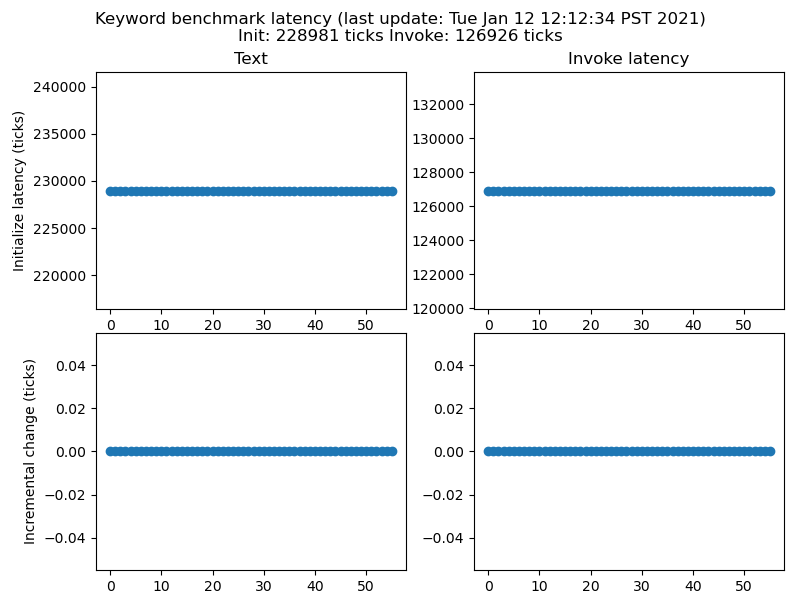 Keyword benchmark latency (last update: Tue Jan 12 12:12:34 PST 2021)
Init: 228981 ticks Invoke: 126926 ticks
Text
Invoke latency
Initialize latency (ticks)
240000
235000
230000
225000
220000
0 10 20 30 40 50
132000
130000
128000
126000
124000
122000
120000
0 10 20 30 40 50
Incremental change (ticks)
0.04
0.02
0.00
−0.02
−0.04
0 10 20 30 40 50
0.04
0.02
0.00
−0.02
−0.04
0 10 20 30 40 50